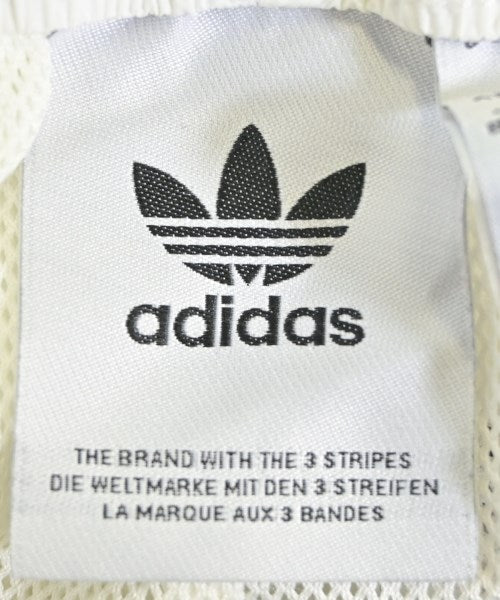 adidas
THE BRAND WITH THE 3 STRIPES
DIE WELTMARKE MIT DEN 3 STREIFEN
LA MARQUE AUX 3 BANDES